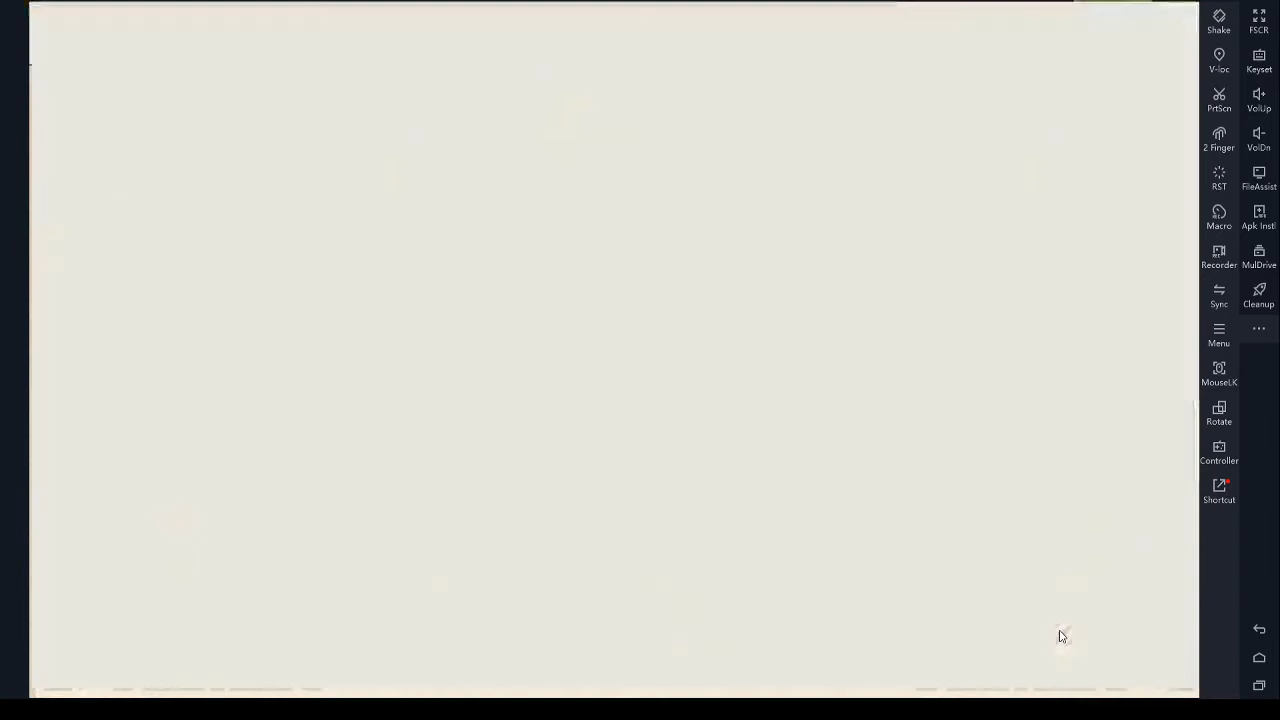 Shake FSCR
V-loc Keyset
PrtScn VolUp
2 Finger VolDn
RST FileAssist
Macro Apk Insti
Recorder MulDrive
Sync Cleanup
Menu
MouseLK
Rotate
Controller
Shortcut